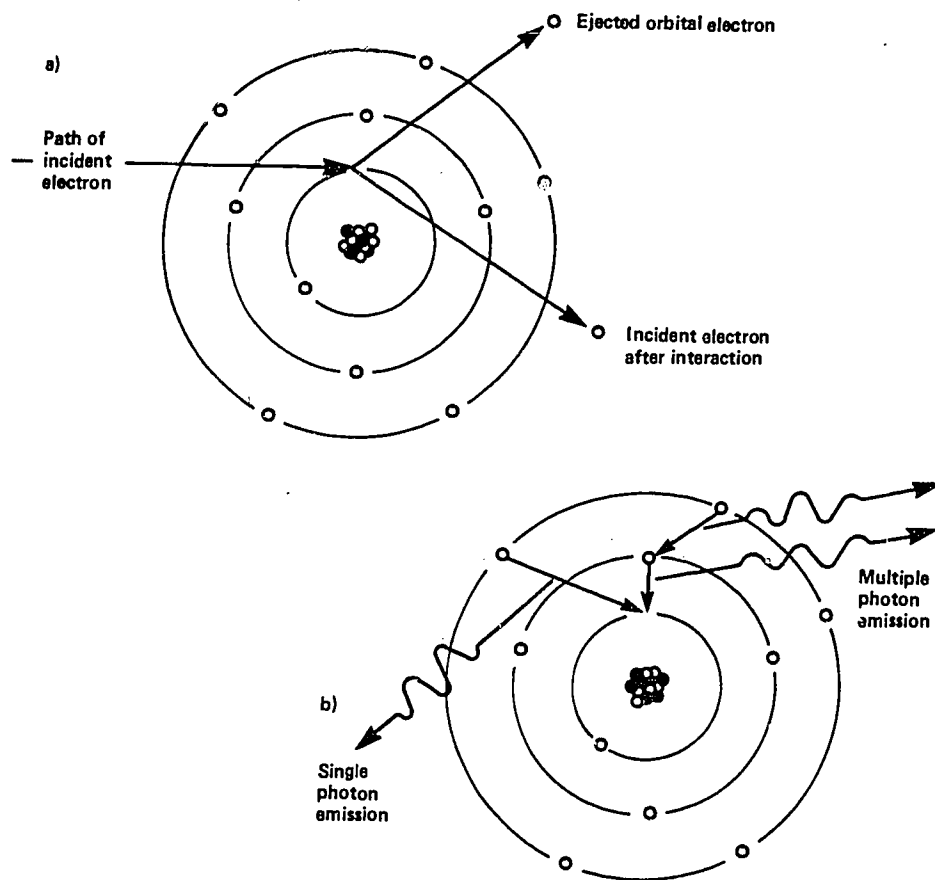 Ejected orbital electron
a)
Path of
incident
electron
Incident electron
after interaction
Multiple
photon
emission
b)
Single
photon
emission